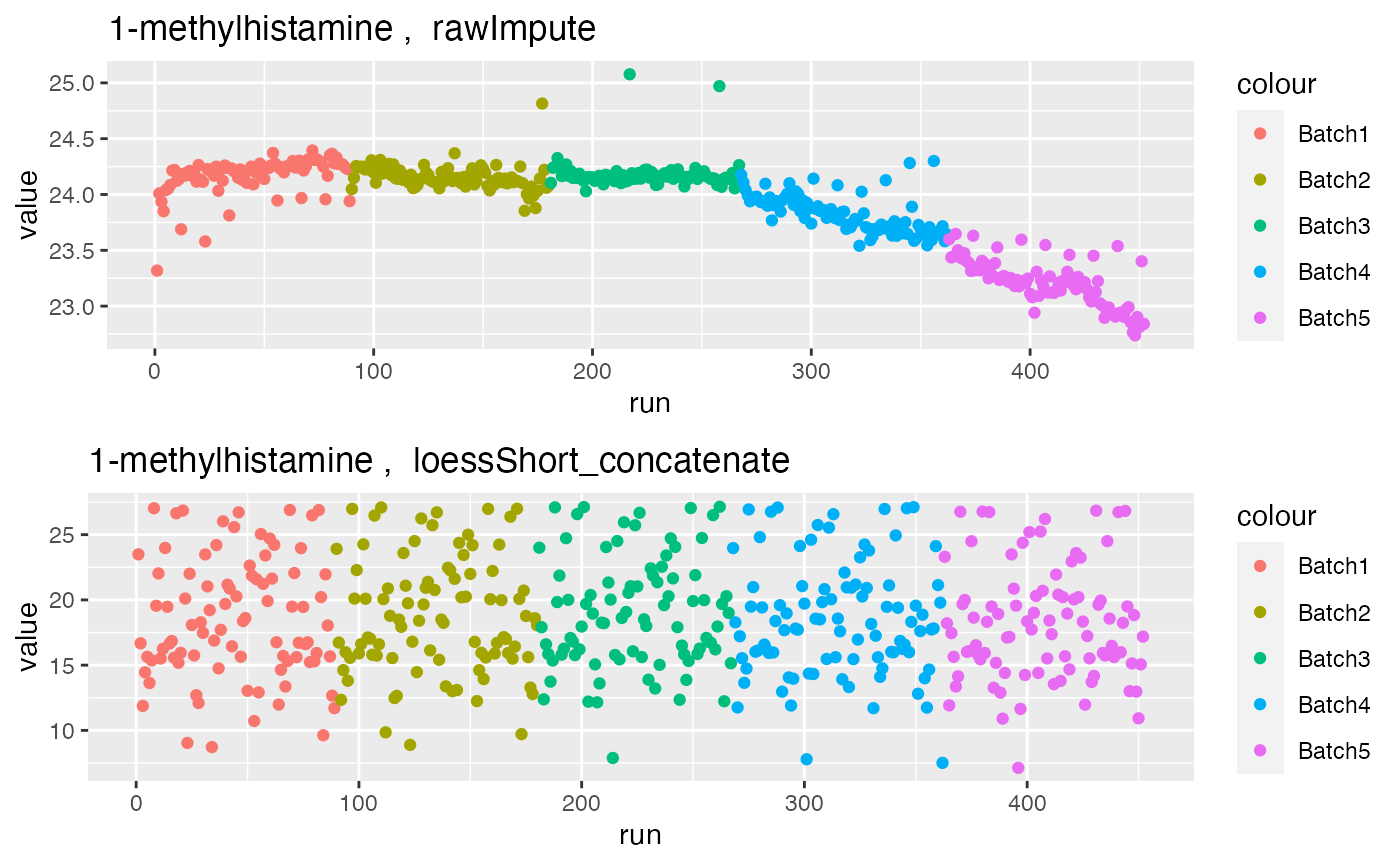 1-methylhistamine ,  rawImpute
25.0
24.5
24.0
23.5
23.0
value
0 100 200 300 400
run
colour
Batch1
Batch2
Batch3
Batch4
Batch5
1-methylhistamine ,  loessShort_concatenate
25
20
15
10
value
0 100 200 300 400
run
colour
Batch1
Batch2
Batch3
Batch4
Batch5